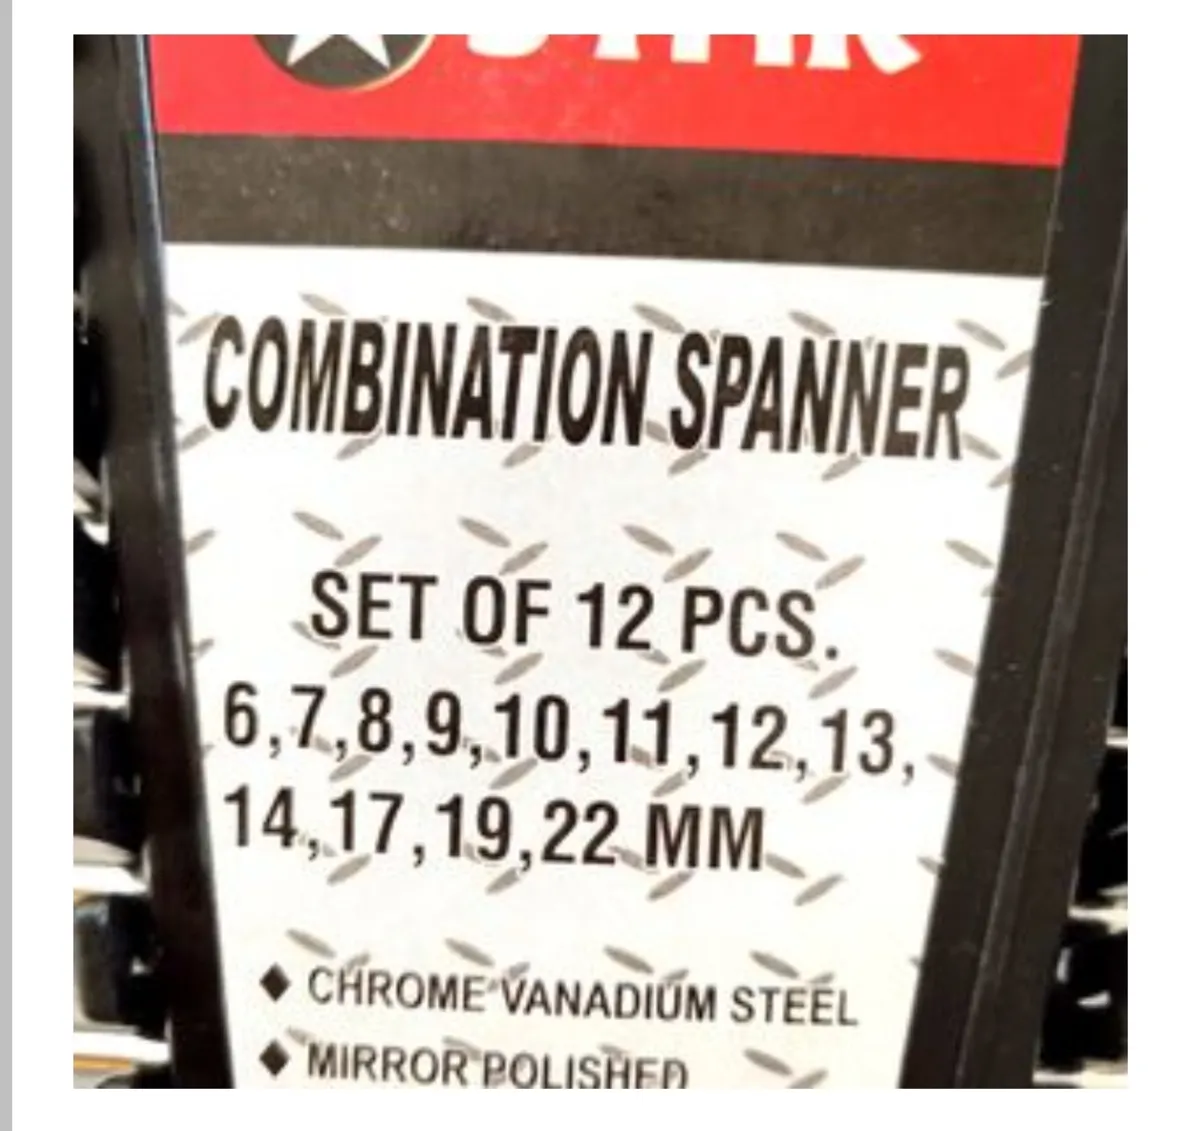 STAR
COMBINATION SPANNER
SET OF 12 PCS.
6,7,8,9,10,11,12,13,
14,17,19,22 MM
◆ CHROME VANADIUM STEEL
◆ MIRROR POLISHED